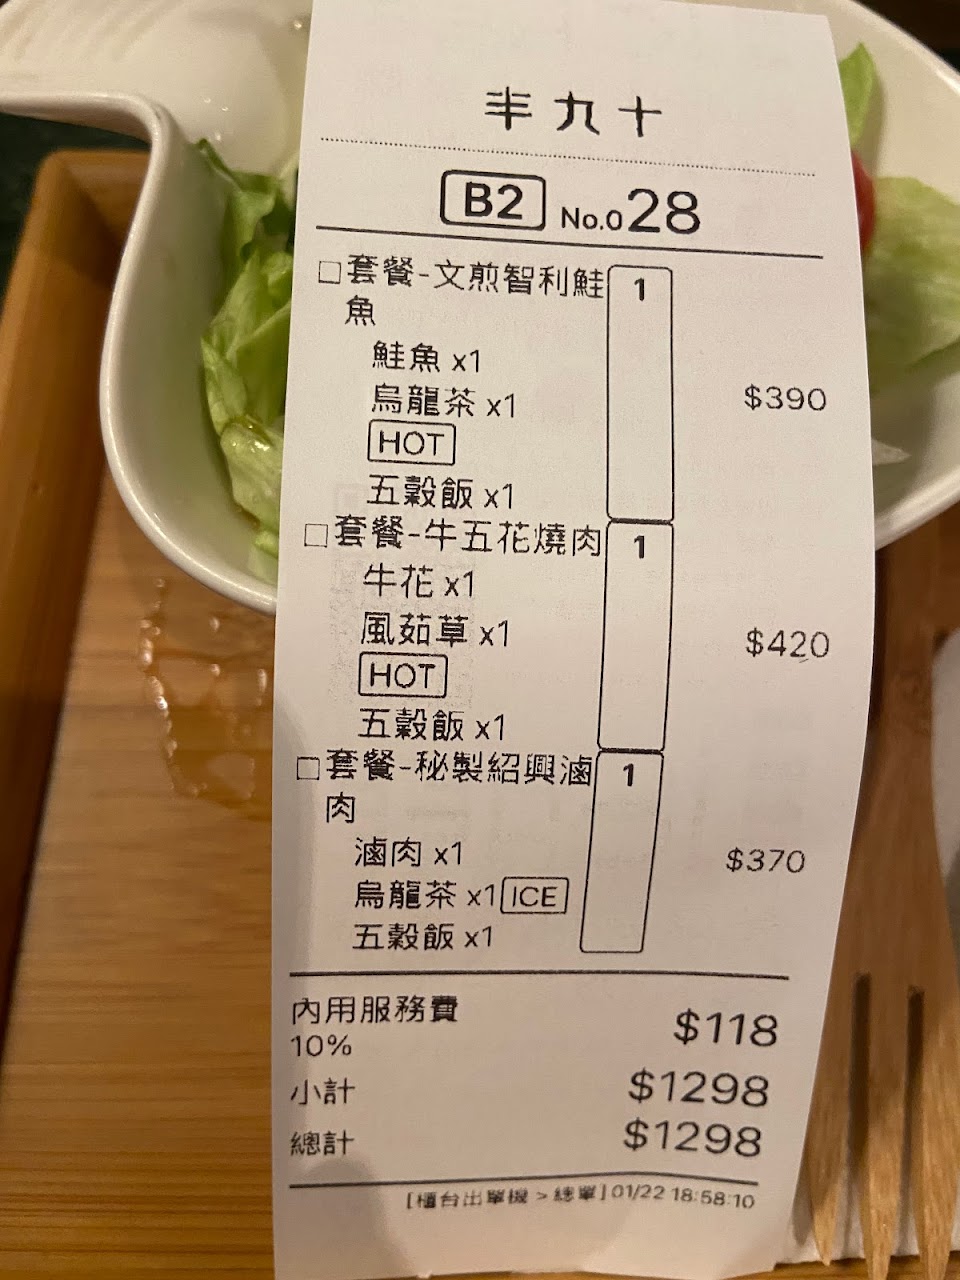 半九十
B2 No.028
□套餐-文煎智利鮭 1
魚
鮭魚 x1
烏龍茶 x1 $390
HOT
五穀飯 x1
□套餐-牛五花燒肉 1
牛花 x1
風茹草 x1 $420
HOT
五穀飯 x1
□套餐-秘製紹興滷 1
肉
滷肉 x1 $370
烏龍茶 x1 ICE
五穀飯 x1
內用服務費 $118
10%
小計 $1298
總計 $1298
[櫃台出單機 > 總單] 01/22 18:58:10